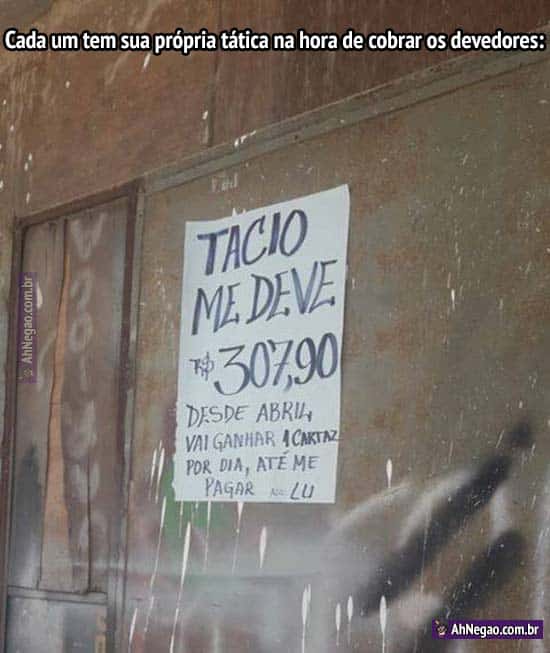 Cada um tem sua própria tática na hora de cobrar os devedores:
TACIO
ME DEVE
R$ 307,90
DESDE ABRIL,
VAI GANHAR 1 CARTAZ
POR DIA, ATÉ ME
PAGAR
LU
AhNegao.com.br
AhNegao.com.br